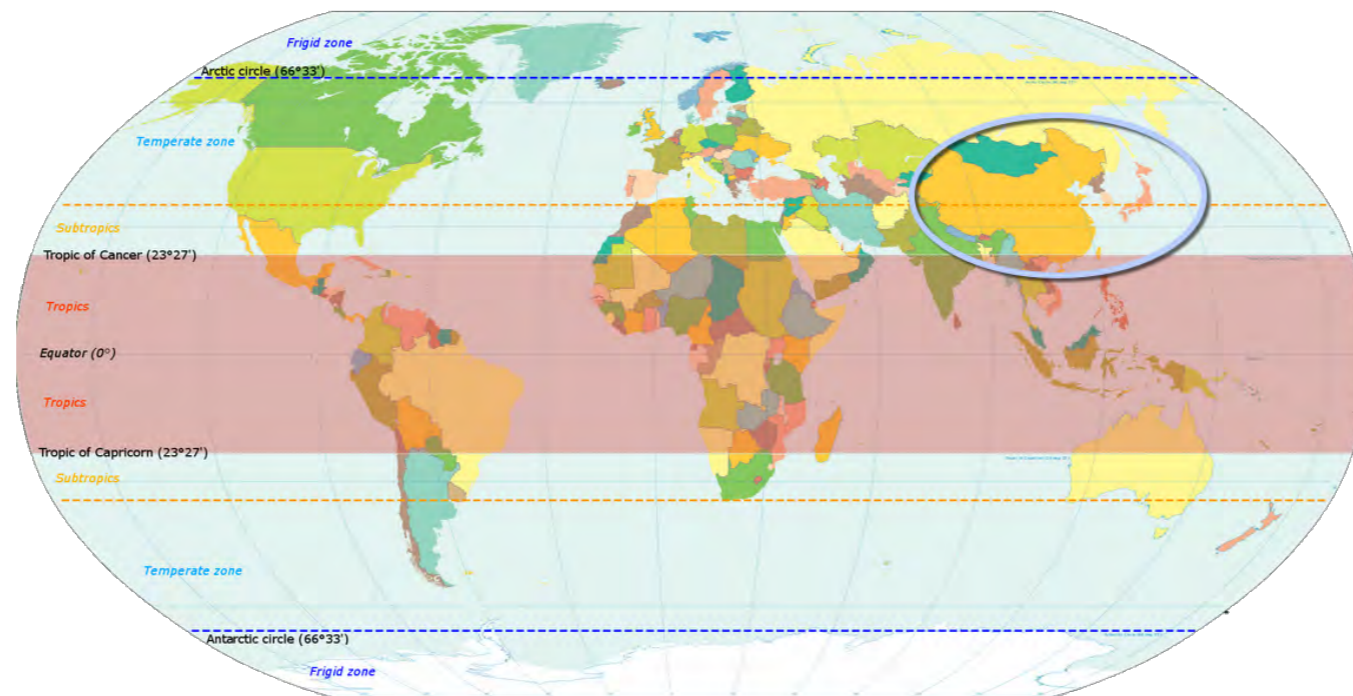 Frigid zone
Arctic circle (66°33')
Temperate zone
Subtropics
Tropic of Cancer (23°27')
Tropics
Equator (0°)
Tropics
Tropic of Capricorn (23°27')
Subtropics
Temperate zone
Antarctic circle (66°33')
Frigid zone